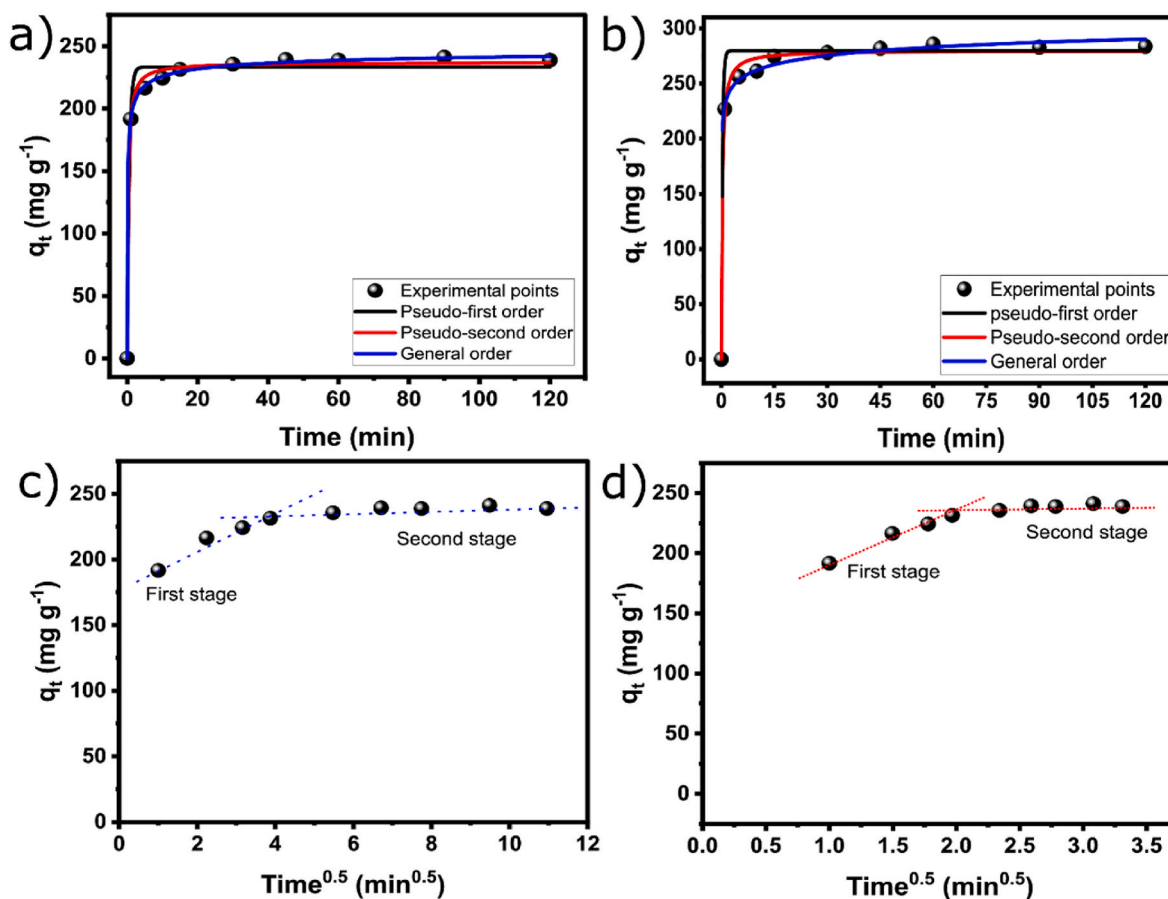 a)
250
200
150
100
50
0
qt (mg g-1)
Experimental points
Pseudo-first order
Pseudo-second order
General order
0 20 40 60 80 100 120
Time (min)
b)
300
250
200
150
100
50
0
qt (mg g-1)
Experimental points
pseudo-first order
Pseudo-second order
General order
0 15 30 45 60 75 90 105 120
Time (min)
c)
250
200
150
100
50
0
qt (mg g-1)
First stage
Second stage
0 2 4 6 8 10 12
Time0.5 (min0.5)
d)
250
200
150
100
50
0
qt (mg g-1)
First stage
Second stage
0.0 0.5 1.0 1.5 2.0 2.5 3.0 3.5
Time0.5 (min0.5)